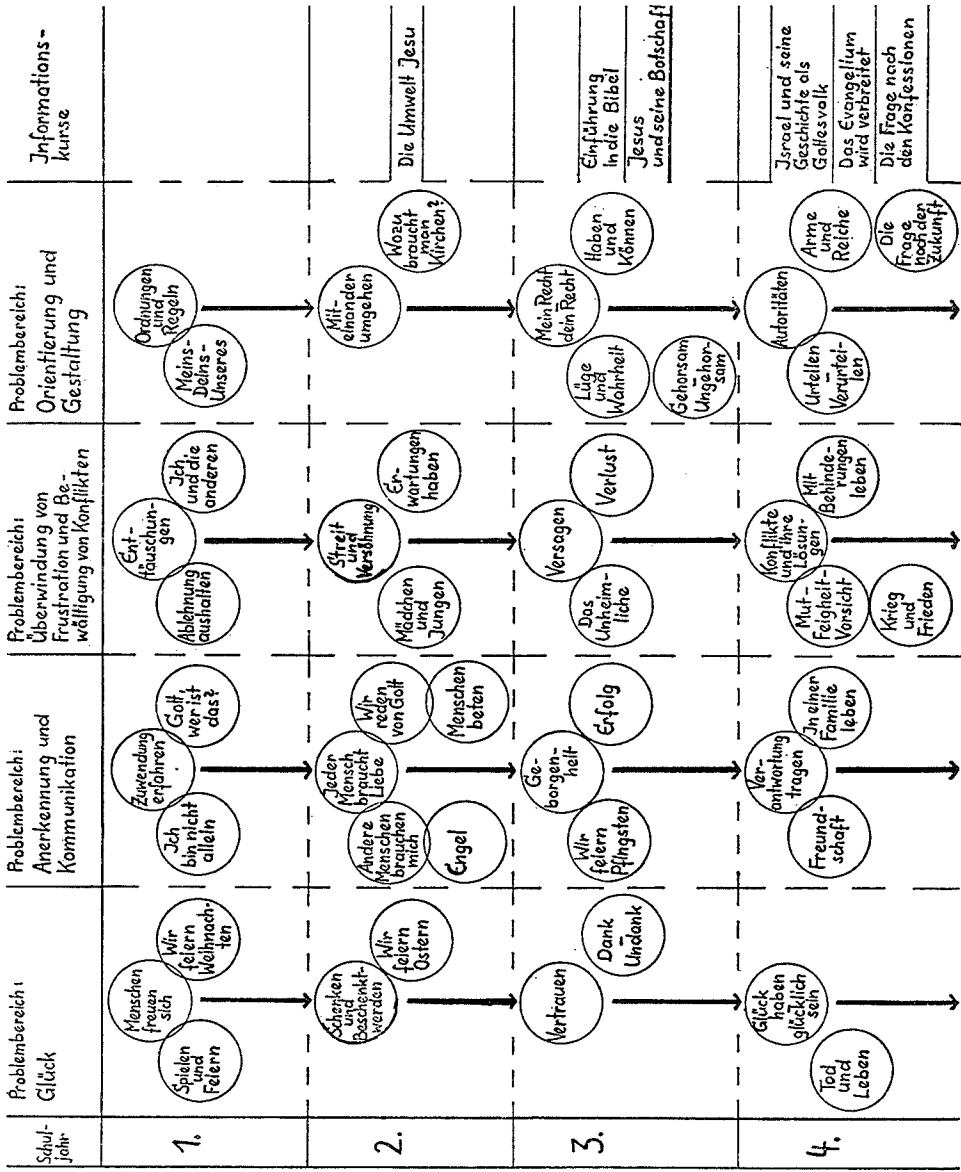 Schul-
jahr
Problembereich:
Glück
Problembereich:
Anerkennung und
Kommunikation
Problembereich:
Überwindung von
Frustration und Be-
wältigung von Konflikten
Problembereich:
Orientierung und
Gestaltung
Informations-
kurse
1.
Menschen
freuen
sich
Spielen
und
Feiern
Wir
feiern
Weihnach-
ten
Zuwendung
erfahren
Ich
bin nicht
allein
Gott,
wer ist
das?
Ent-
täuschun-
gen
Ablehnung
aushalten
Ich
und die
anderen
Ordnungen
und
Regeln
Meins-
Deins-
Unseres
2.
Schenken
und
Beschenkt-
werden
Wir
feiern
Ostern
Jeder
Mensch
braucht
Liebe
Andere
Menschen
brauchen
mich
Engel
Wir
reden
von Gott
Menschen
beten
Streit
und
Versöhnung
Mädchen
und
Jungen
Er-
wartungen
haben
Mit-
einander
umgehen
Wozu
braucht
man
Kirchen?
Die Umwelt Jesu
3.
Vertrauen
Dank
-
Undank
Ge-
borgen-
heit
Wir
feiern
Pfingsten
Erfolg
Versagen
Das
Unheim-
liche
Verlust
Mein Recht
-
dein Recht
Lüge
und
Wahrheit
Gehorsam
-
Ungehor-
sam
Haben
und
Können
Einführung
in die Bibel
Jesus
und seine Botschaft
4.
Glück
haben
glücklich
sein
Tod
und
Leben
Ver-
antwortung
tragen
Freund-
schaft
In einer
Familie
leben
Konflikte
und ihre
Lösun-
gen
Mut-
Feigheit-
Vorsicht
Krieg
und
Frieden
Mit
Behinde-
rungen
leben
Autoritäten
Urteilen
-
Verurtei-
len
Arme
und
Reiche
Die
Frage
nach der
Zukunft
Israel und seine
Geschichte als
Gottesvolk
Das Evangelium
wird verbreitet
Die Frage nach
den Konfessionen